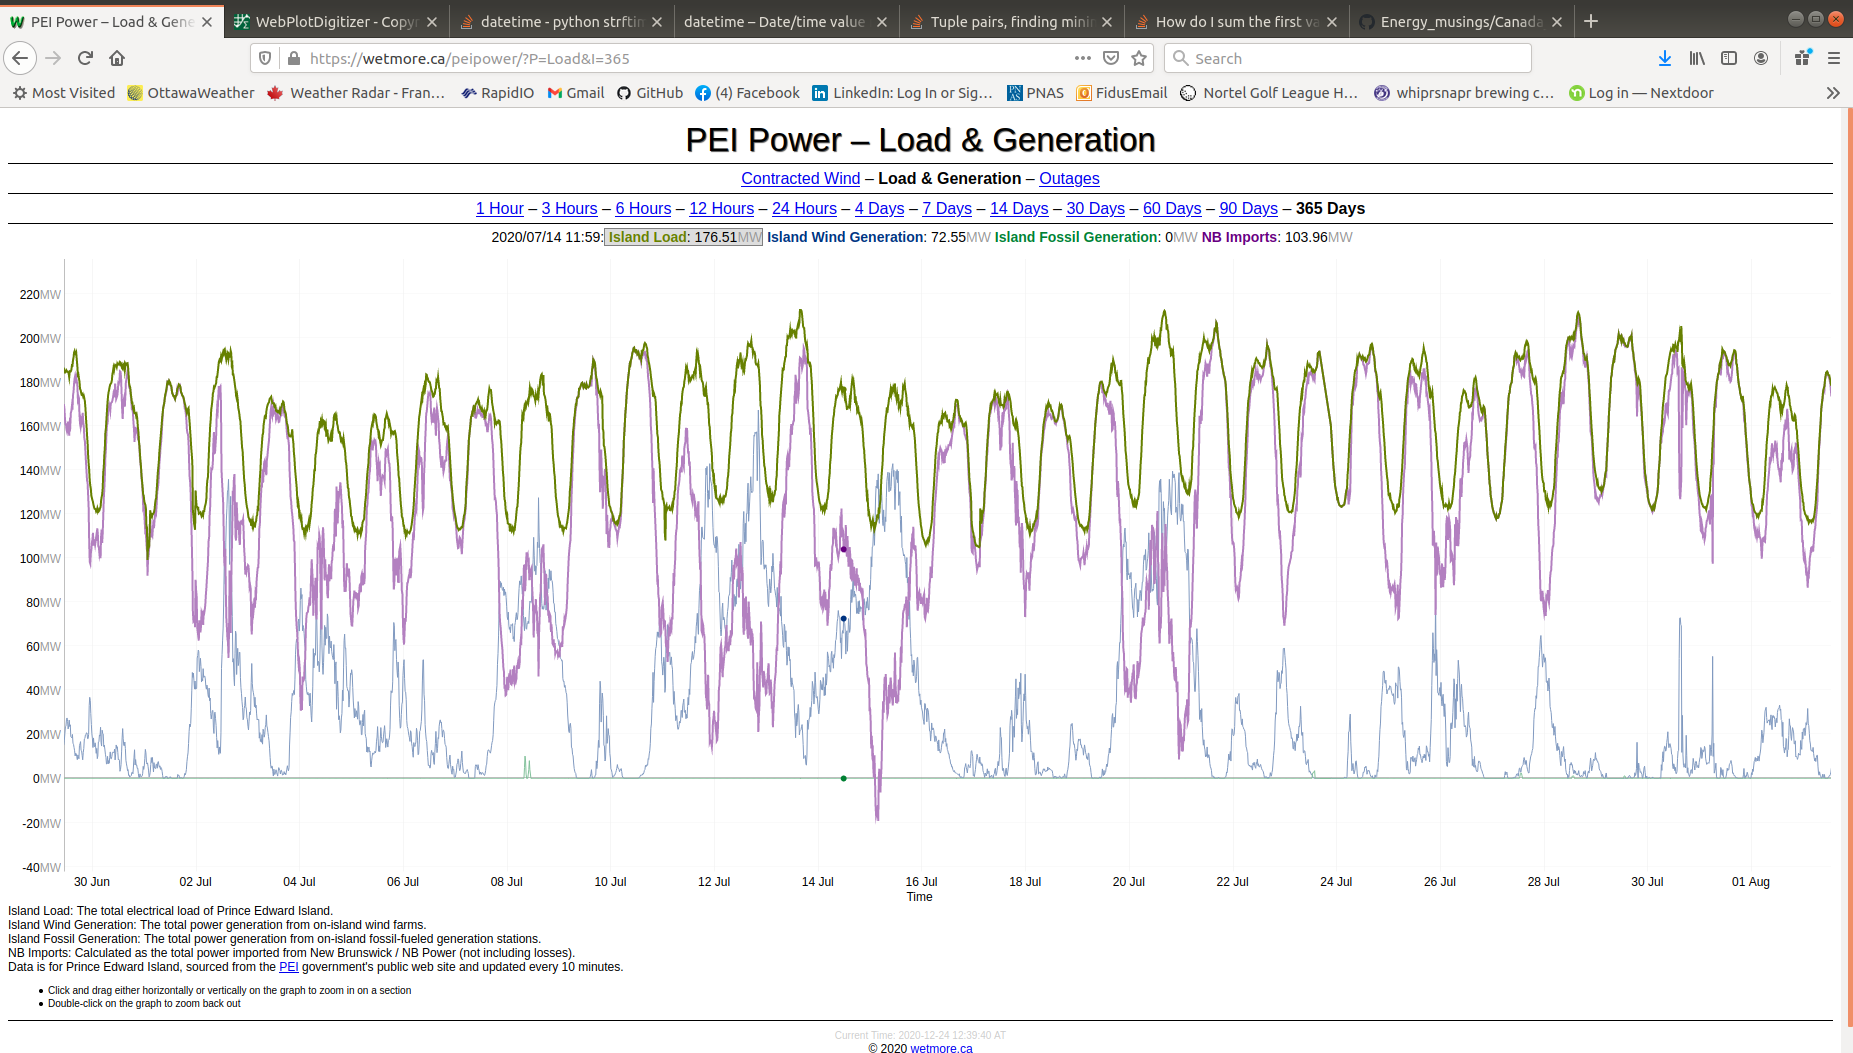 PEI Power – Load & Gene
WebPlotDigitizer - Copyr
datetime - python strftim
datetime – Date/time value
Tuple pairs, finding minim
How do I sum the first va
Energy_musings/Canada
https://wetmore.ca/peipower/?P=Load&I=365
Search
Most Visited OttawaWeather Weather Radar - Fran… RapidIO Gmail GitHub (4) Facebook LinkedIn: Log In or Sig… PNAS FidusEmail Nortel Golf League H… whiprsnapr brewing c… Log in — Nextdoor
PEI Power – Load & Generation
Contracted Wind – Load & Generation – Outages
1 Hour – 3 Hours – 6 Hours – 12 Hours – 24 Hours – 4 Days – 7 Days – 14 Days – 30 Days – 60 Days – 90 Days – 365 Days
2020/07/14 11:59: Island Load: 176.51MW Island Wind Generation: 72.55MW Island Fossil Generation: 0MW NB Imports: 103.96MW
220MW
200MW
180MW
160MW
140MW
120MW
100MW
80MW
60MW
40MW
20MW
0MW
-20MW
-40MW
30 Jun 02 Jul 04 Jul 06 Jul 08 Jul 10 Jul 12 Jul 14 Jul 16 Jul 18 Jul 20 Jul 22 Jul 24 Jul 26 Jul 28 Jul 30 Jul 01 Aug
Time
Island Load: The total electrical load of Prince Edward Island.
Island Wind Generation: The total power generation from on-island wind farms.
Island Fossil Generation: The total power generation from on-island fossil-fueled generation stations.
NB Imports: Calculated as the total power imported from New Brunswick / NB Power (not including losses).
Data is for Prince Edward Island, sourced from the PEI government's public web site and updated every 10 minutes.
• Click and drag either horizontally or vertically on the graph to zoom in on a section
• Double-click on the graph to zoom back out
Current Time: 2020-12-24 12:39:40 AT
© 2020 wetmore.ca